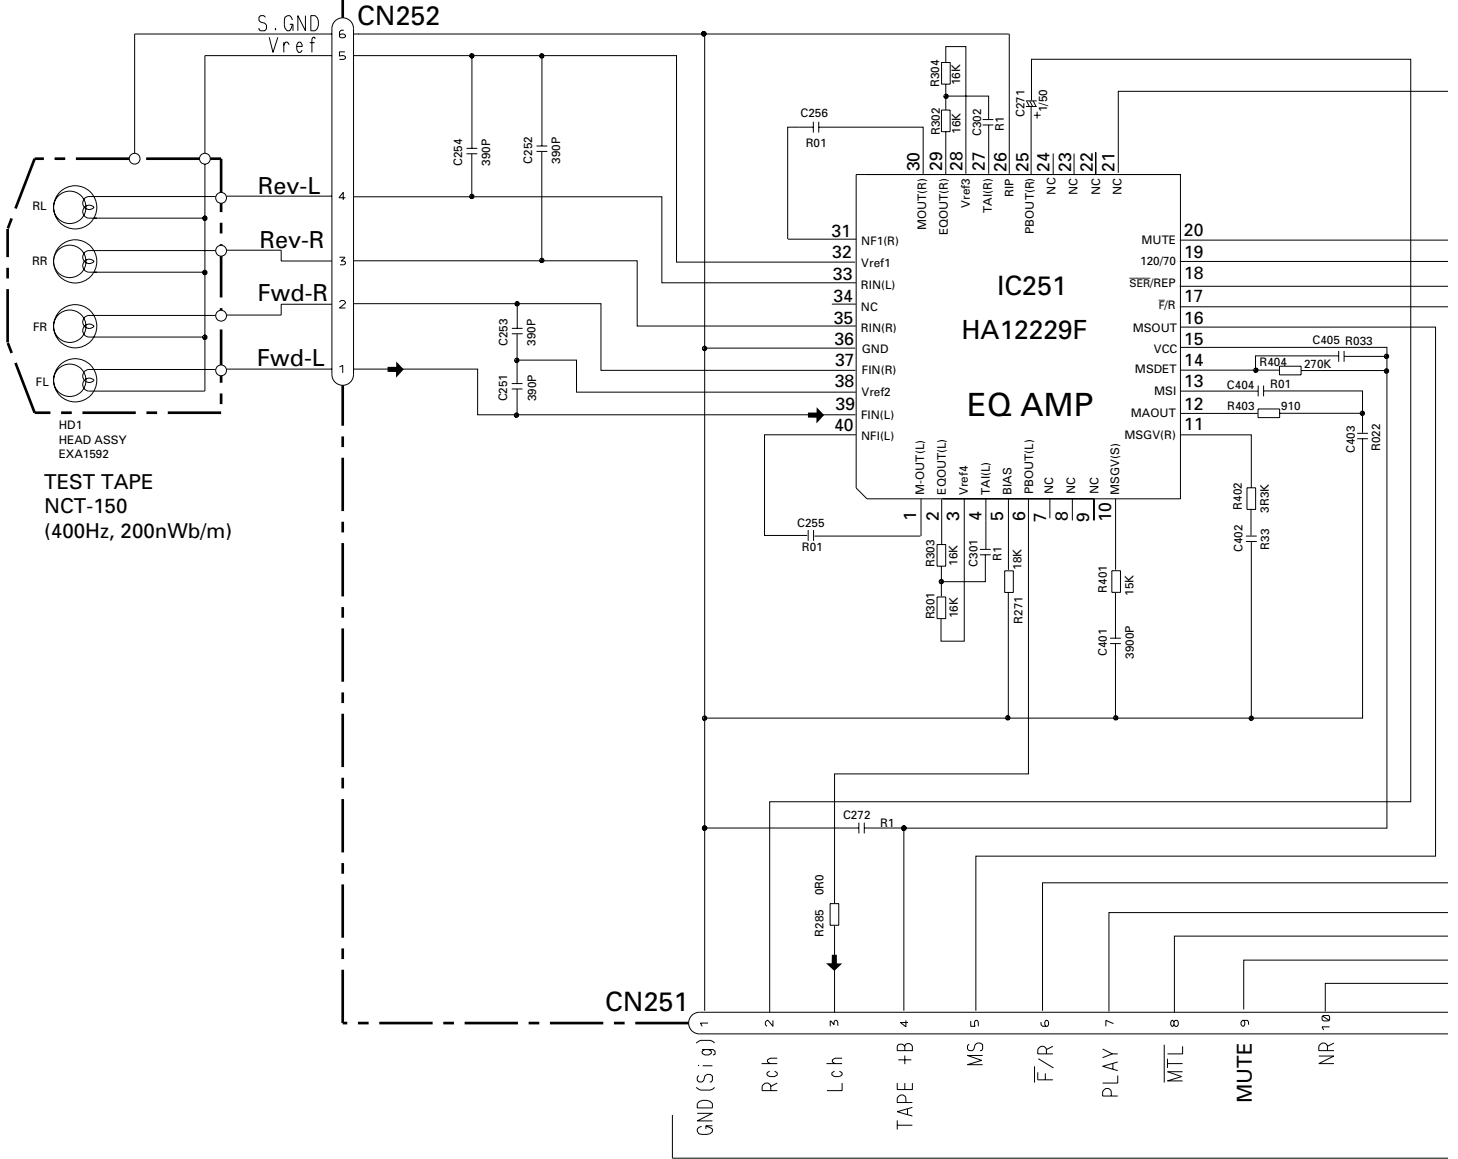 CN252
S.GND
Vref
6
5
4
3
2
1
Rev-L
Rev-R
Fwd-R
Fwd-L
RL
RR
FR
FL
HD1
HEAD ASSY
EXA1592
TEST TAPE
NCT-150
(400Hz, 200nWb/m)
C254
390P
C252
390P
C253
390P
C251
390P
C256
R01
R304
16K
R302
16K
C302
R1
C271
+1/50
30 29 28 27 26 25 24 23 22 21
MOUT(R)
EQOUT(R)
Vref3
TAI(R)
RIP
PBOUT(R)
NC
NC
NC
NC
31 NF1(R)
32 Vref1
33 RIN(L)
34 NC
35 RIN(R)
36 GND
37 FIN(R)
38 Vref2
39 FIN(L)
40 NFI(L)
IC251
HA12229F
EQ AMP
MUTE 20
120/70 19
SER/REP 18
F/R 17
MSOUT 16
VCC 15
MSDET 14
MSI 13
MAOUT 12
MSGV(R) 11
C405 R033
R404 270K
C404 R01
R403 910
C403
R022
R402
3R3K
C402
R33
M-OUT(L)
EQOUT(L)
Vref4
TAI(L)
BIAS
PBOUT(L)
NC
NC
NC
MSGV(S)
1 2 3 4 5 6 7 8 9 10
C255
R01
R303
16K
R301
16K
C301
R1
18K
R271
R401
15K
C401
3900P
C272
R1
R285 0R0
CN251
1 2 3 4 5 6 7 8 9 10
GND(Sig)
Rch
Lch
TAPE +B
MS
F̅/R
PLAY
M̅T̅L̅
MUTE
NR